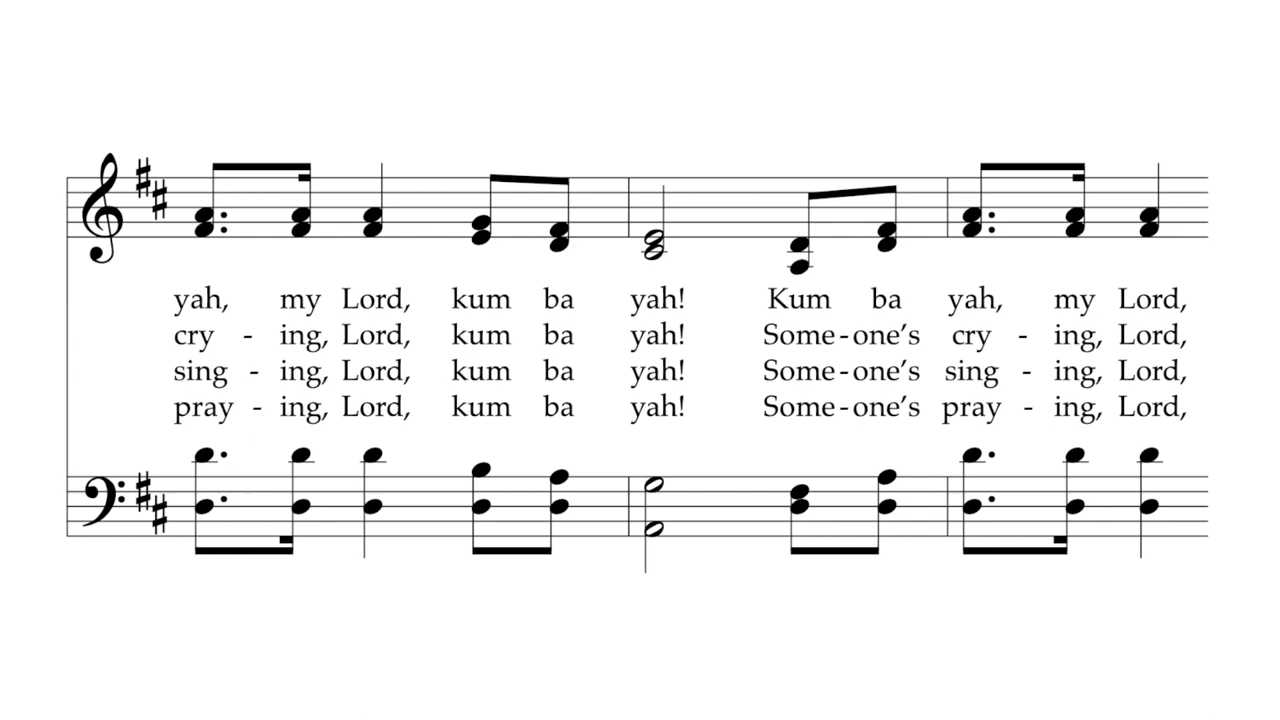 yah, my Lord, kum ba yah! Kum ba yah, my Lord,
cry - ing, Lord, kum ba yah! Some - one's cry - ing, Lord,
sing - ing, Lord, kum ba yah! Some - one's sing - ing, Lord,
pray - ing, Lord, kum ba yah! Some - one's pray - ing, Lord,